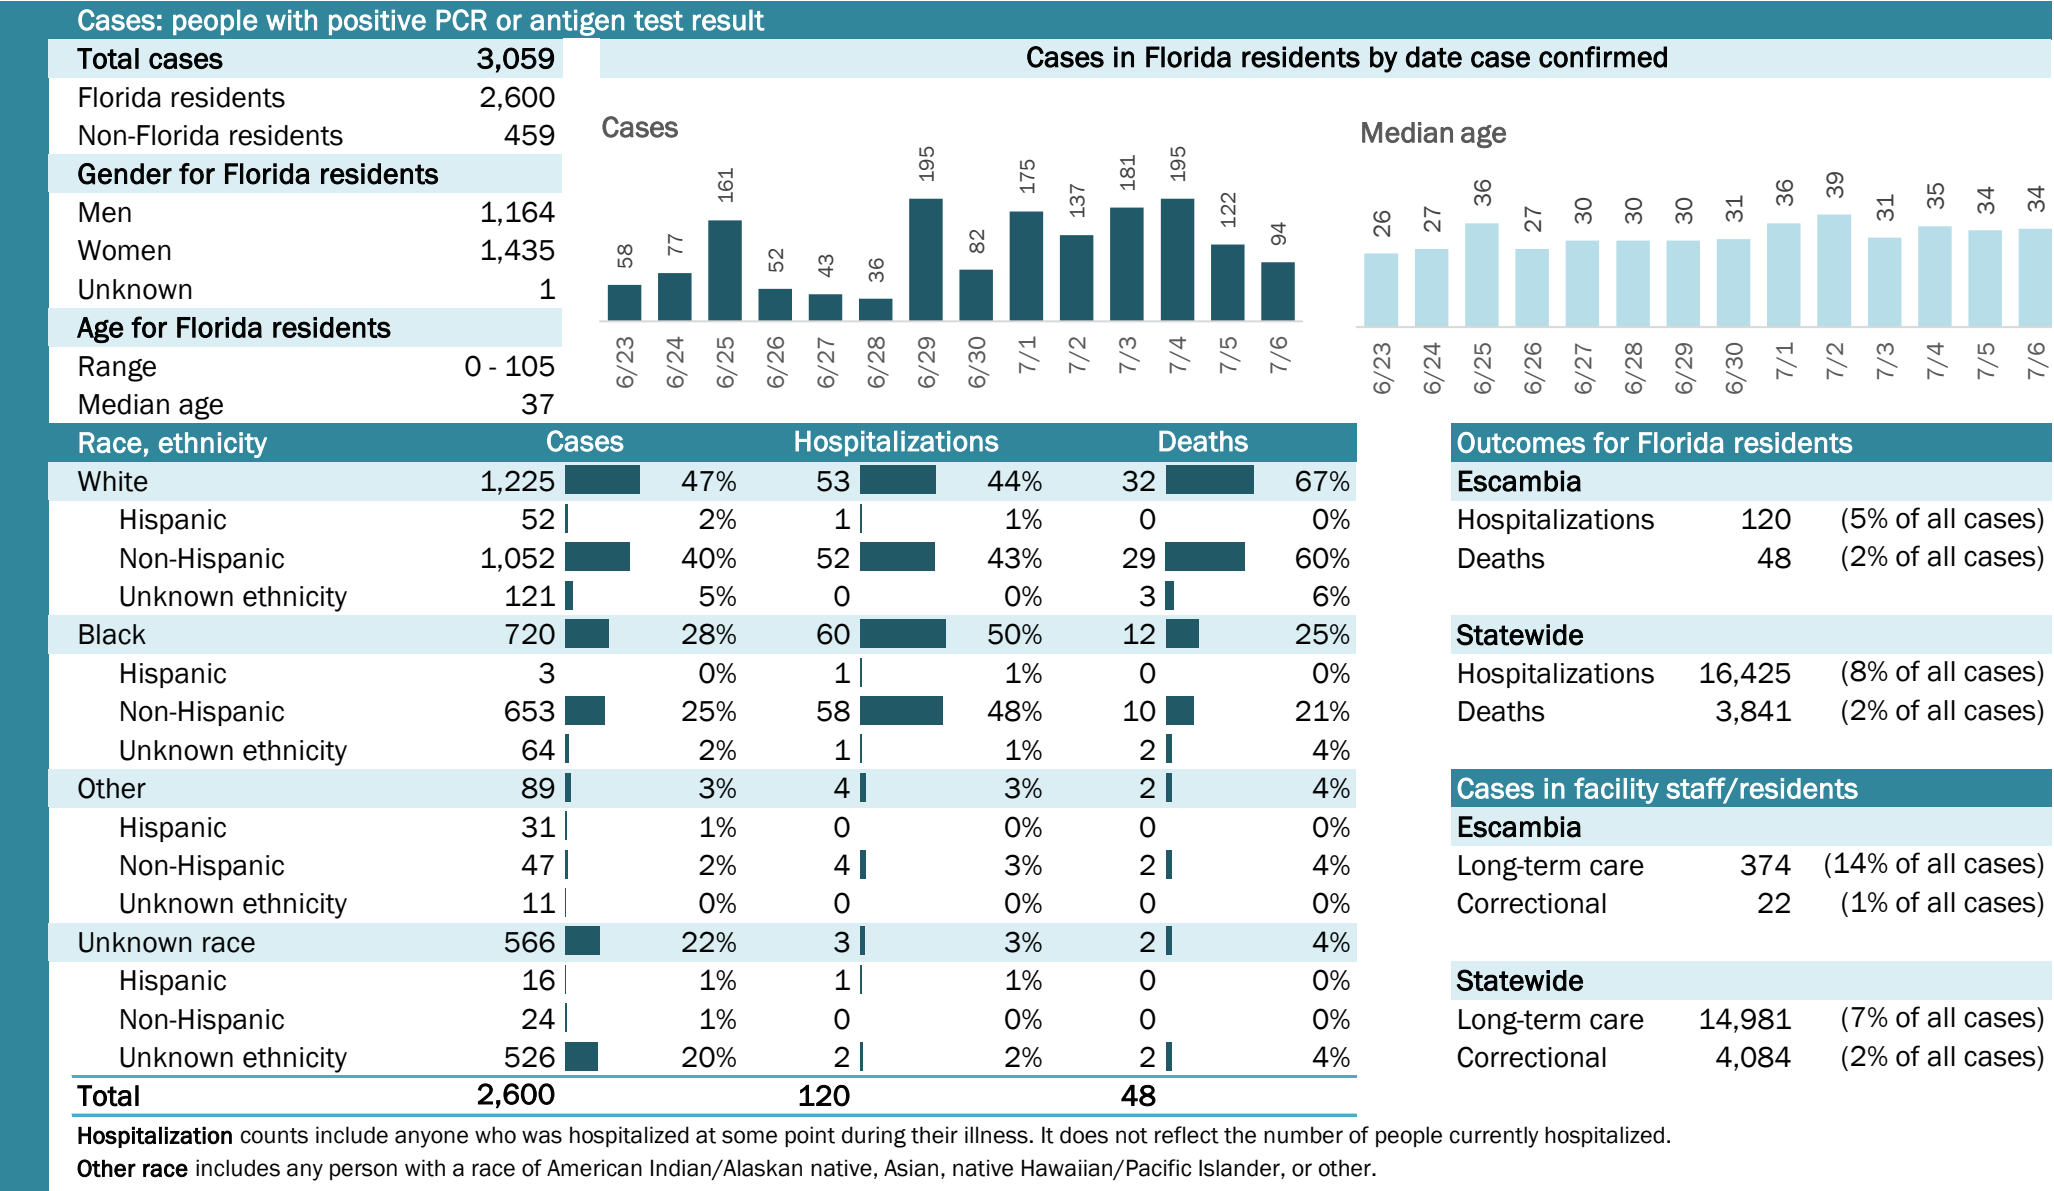 Cases: people with positive PCR or antigen test result
Total cases 3,059
Florida residents 2,600
Non-Florida residents 459
Gender for Florida residents
Men 1,164
Women 1,435
Unknown 1
Age for Florida residents
Range 0 - 105
Median age 37
Cases in Florida residents by date case confirmed
Cases
58 77 161 52 43 36 195 82 175 137 181 195 122 94
6/23 6/24 6/25 6/26 6/27 6/28 6/29 6/30 7/1 7/2 7/3 7/4 7/5 7/6
Median age
26 27 36 27 30 30 30 31 36 39 31 35 34 34
6/23 6/24 6/25 6/26 6/27 6/28 6/29 6/30 7/1 7/2 7/3 7/4 7/5 7/6
Race, ethnicity Cases Hospitalizations Deaths
White 1,225 47% 53 44% 32 67%
Hispanic 52 2% 1 1% 0 0%
Non-Hispanic 1,052 40% 52 43% 29 60%
Unknown ethnicity 121 5% 0 0% 3 6%
Black 720 28% 60 50% 12 25%
Hispanic 3 0% 1 1% 0 0%
Non-Hispanic 653 25% 58 48% 10 21%
Unknown ethnicity 64 2% 1 1% 2 4%
Other 89 3% 4 3% 2 4%
Hispanic 31 1% 0 0% 0 0%
Non-Hispanic 47 2% 4 3% 2 4%
Unknown ethnicity 11 0% 0 0% 0 0%
Unknown race 566 22% 3 3% 2 4%
Hispanic 16 1% 1 1% 0 0%
Non-Hispanic 24 1% 0 0% 0 0%
Unknown ethnicity 526 20% 2 2% 2 4%
Total 2,600 120 48
Outcomes for Florida residents
Escambia
Hospitalizations 120 (5% of all cases)
Deaths 48 (2% of all cases)
Statewide
Hospitalizations 16,425 (8% of all cases)
Deaths 3,841 (2% of all cases)
Cases in facility staff/residents
Escambia
Long-term care 374 (14% of all cases)
Correctional 22 (1% of all cases)
Statewide
Long-term care 14,981 (7% of all cases)
Correctional 4,084 (2% of all cases)
Hospitalization counts include anyone who was hospitalized at some point during their illness. It does not reflect the number of people currently hospitalized.
Other race includes any person with a race of American Indian/Alaskan native, Asian, native Hawaiian/Pacific Islander, or other.